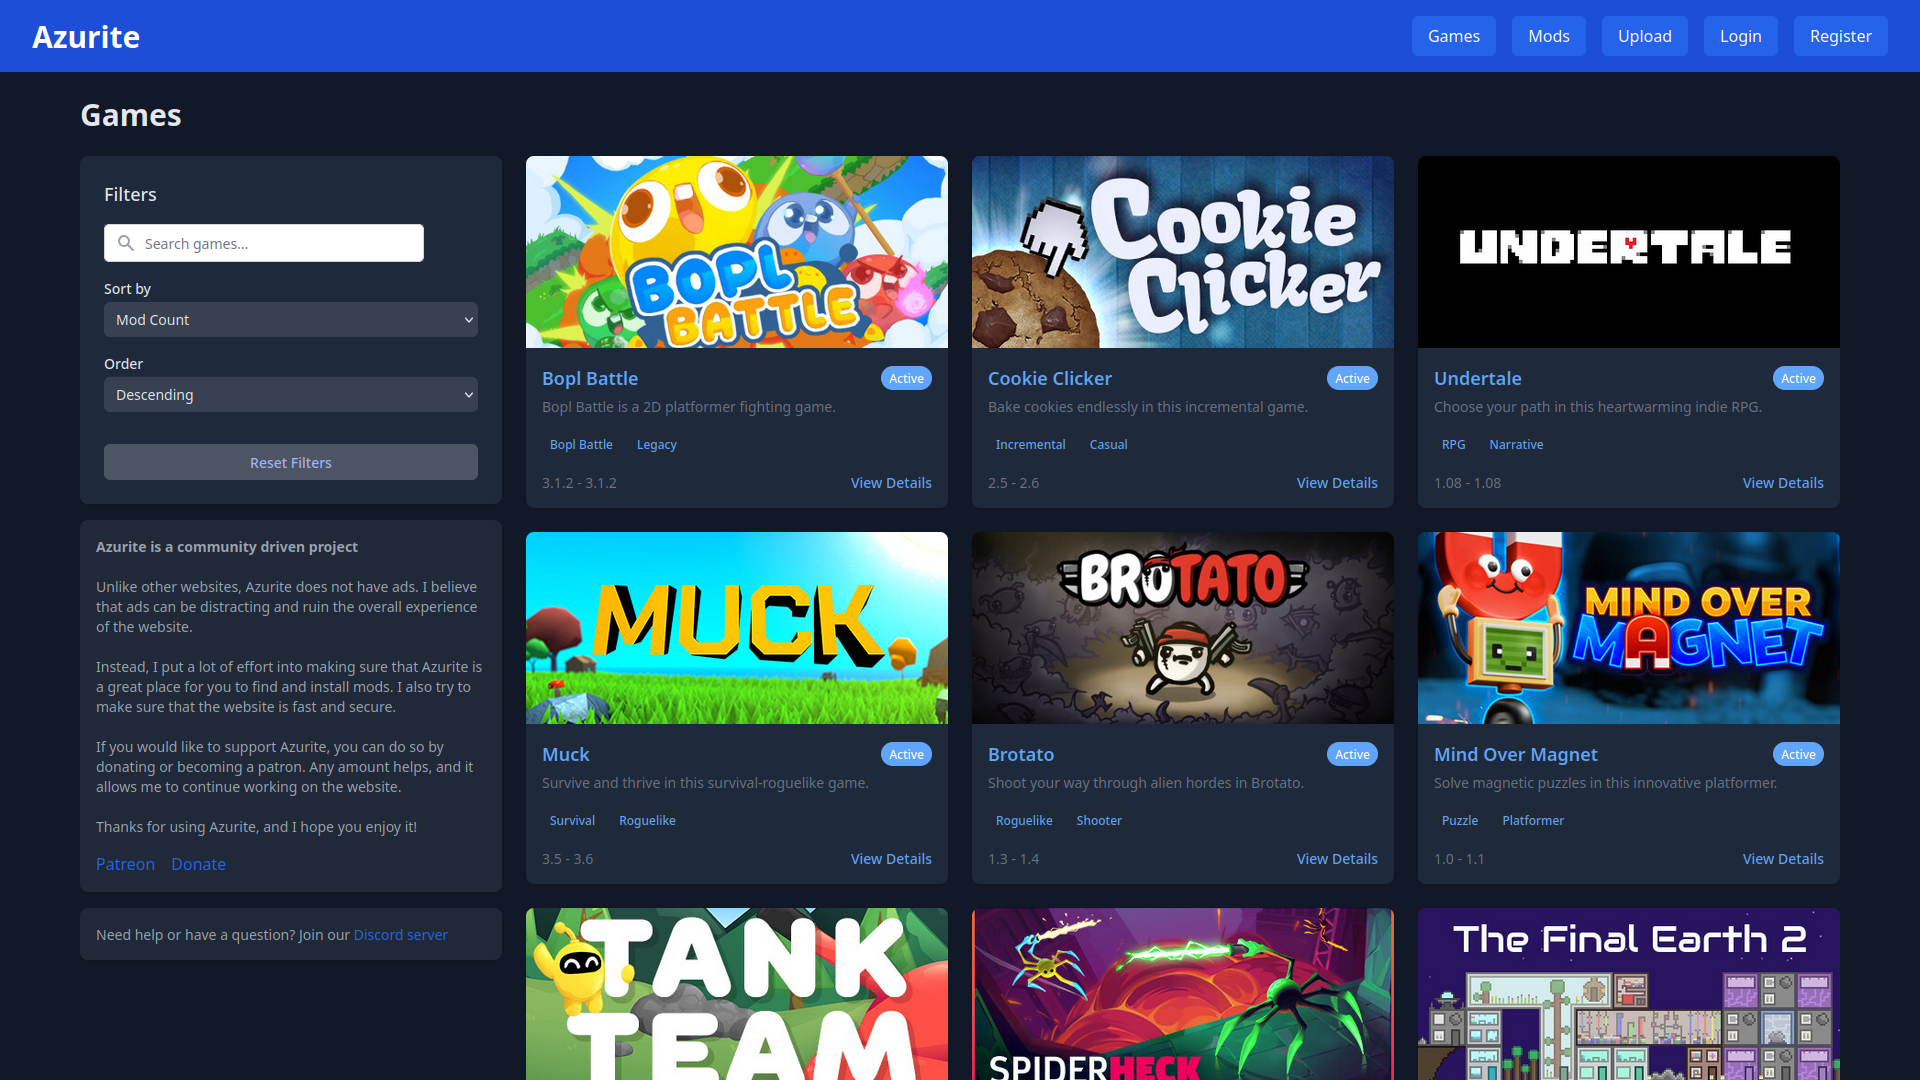 Azurite
Games
Mods
Upload
Login
Register
Games
Filters
Search games...
Sort by
Mod Count
Order
Descending
Reset Filters
Azurite is a community driven project
Unlike other websites, Azurite does not have ads. I believe
that ads can be distracting and ruin the overall experience
of the website.
Instead, I put a lot of effort into making sure that Azurite is
a great place for you to find and install mods. I also try to
make sure that the website is fast and secure.
If you would like to support Azurite, you can do so by
donating or becoming a patron. Any amount helps, and it
allows me to continue working on the website.
Thanks for using Azurite, and I hope you enjoy it!
Patreon Donate
Need help or have a question? Join our Discord server
BOPL
BATTLE
Bopl Battle
Active
Bopl Battle is a 2D platformer fighting game.
Bopl Battle Legacy
3.1.2 - 3.1.2
View Details
Cookie
Clicker
Cookie Clicker
Active
Bake cookies endlessly in this incremental game.
Incremental Casual
2.5 - 2.6
View Details
UNDERTALE
Undertale
Active
Choose your path in this heartwarming indie RPG.
RPG Narrative
1.08 - 1.08
View Details
MUCK
Muck
Active
Survive and thrive in this survival-roguelike game.
Survival Roguelike
3.5 - 3.6
View Details
BROTATO
Brotato
Active
Shoot your way through alien hordes in Brotato.
Roguelike Shooter
1.3 - 1.4
View Details
MIND OVER
MAGNET
Mind Over Magnet
Active
Solve magnetic puzzles in this innovative platformer.
Puzzle Platformer
1.0 - 1.1
View Details
TANK
TEAM
SPIDERHECK
The Final Earth 2